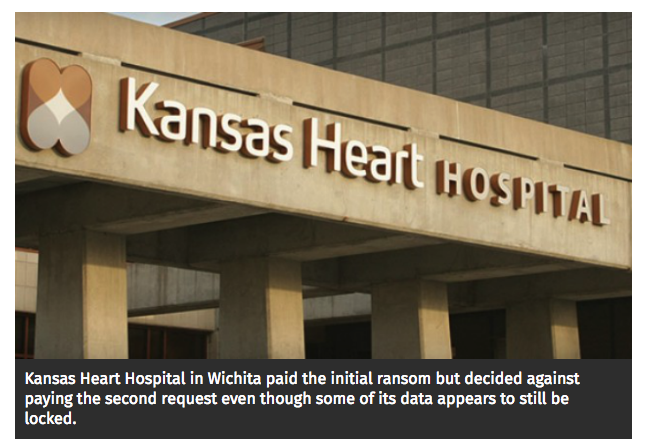 Kansas Heart HOSPITAL
Kansas Heart Hospital in Wichita paid the initial ransom but decided against
paying the second request even though some of its data appears to still be
locked.